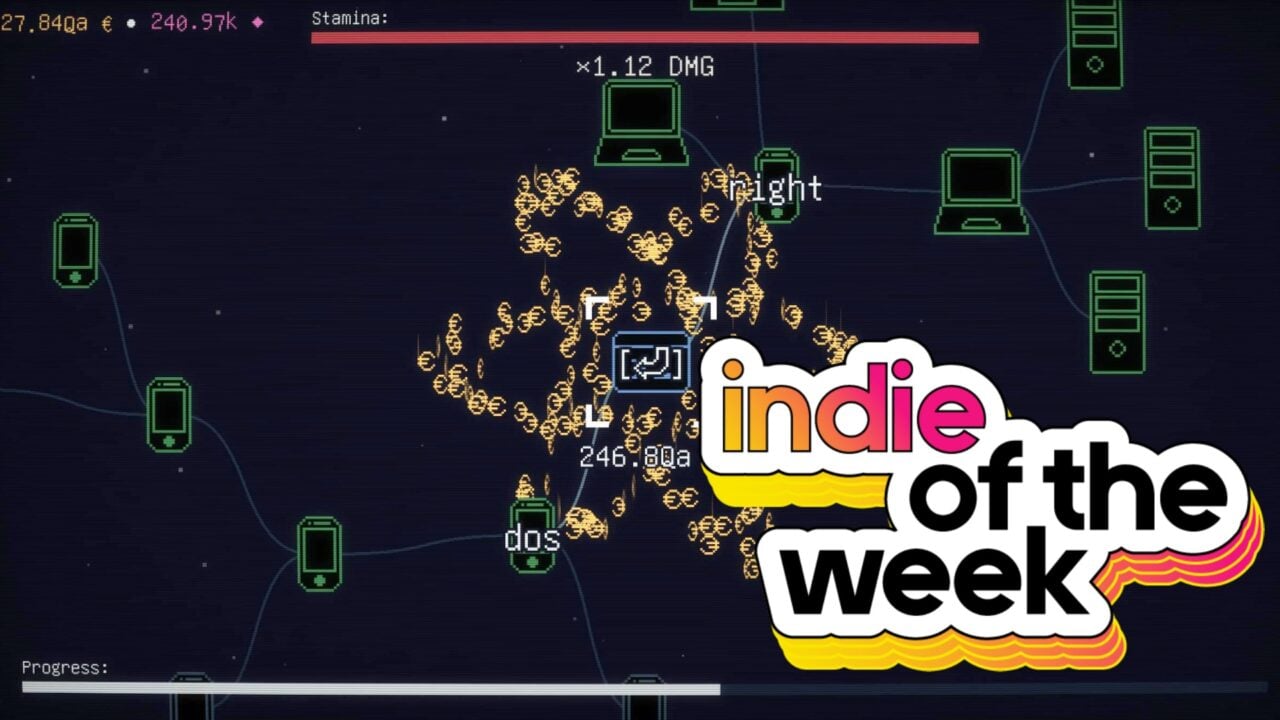 27.84Qa € • 240.97k ◆
Stamina:
×1.12 DMG
right
[↵]
246.8Qa
dos
indie
of the
week
Progress: